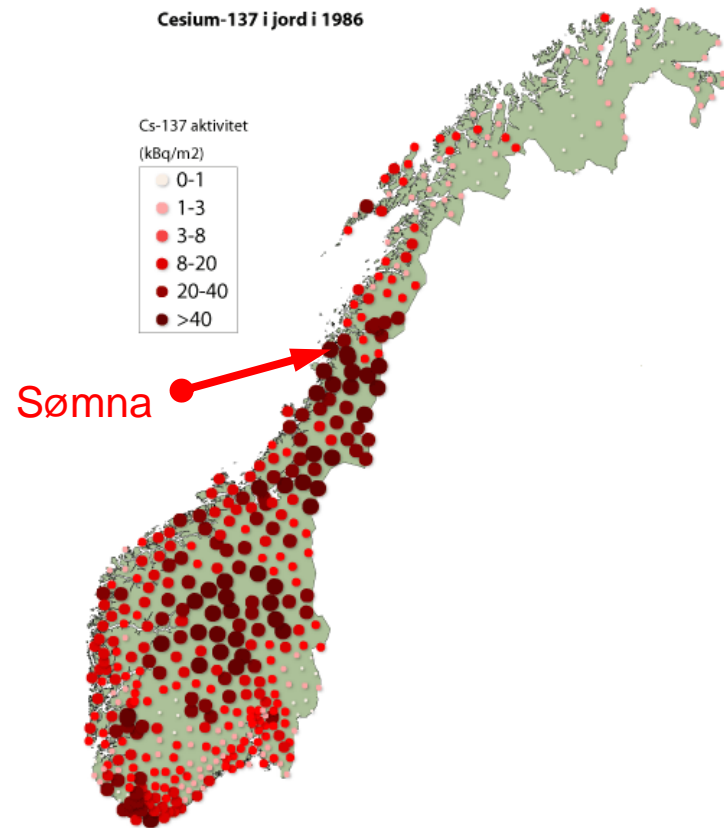 Cesium-137 i jord i 1986
Cs-137 aktivitet
(kBq/m2)
0-1
1-3
3-8
8-20
20-40
>40
Sømna